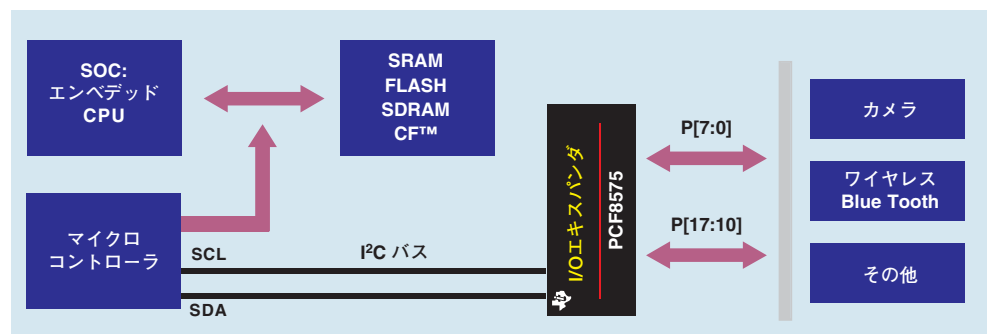 SOC:
エンベデッド
CPU
SRAM
FLASH
SDRAM
CF™
マイクロ
コントローラ
SCL
I²C バス
SDA
I/Oエキスパンダ
PCF8575
P[7:0]
P[17:10]
カメラ
ワイヤレス
Blue Tooth
その他